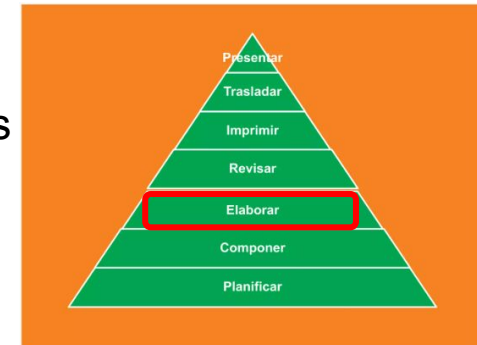 s
Presentar
Trasladar
Imprimir
Revisar
Elaborar
Componer
Planificar